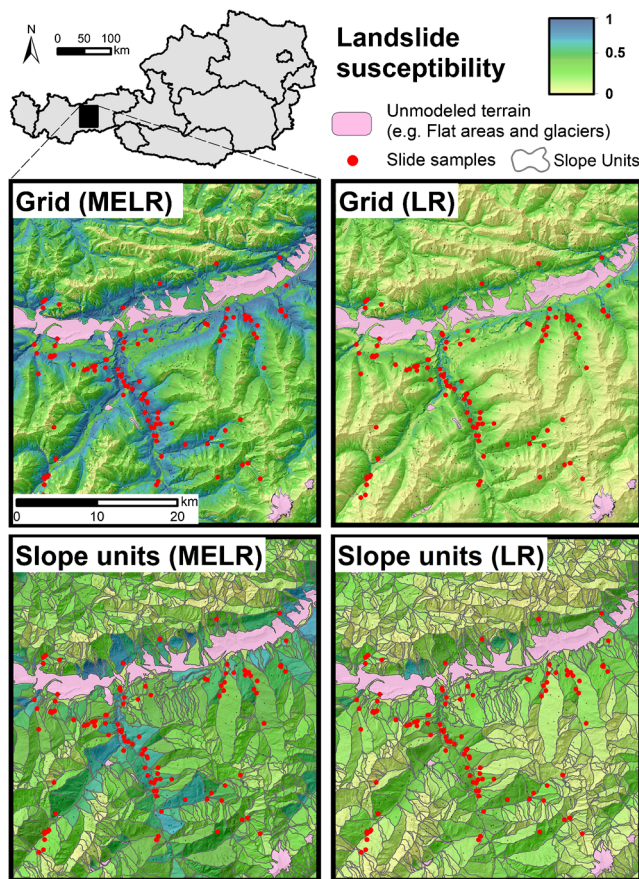 N
0 50 100
km
Landslide
susceptibility
1
0.5
0
Unmodeled terrain
(e.g. Flat areas and glaciers)
Slide samples
Slope Units
Grid (MELR)
Grid (LR)
km
0 10 20
Slope units (MELR)
Slope units (LR)